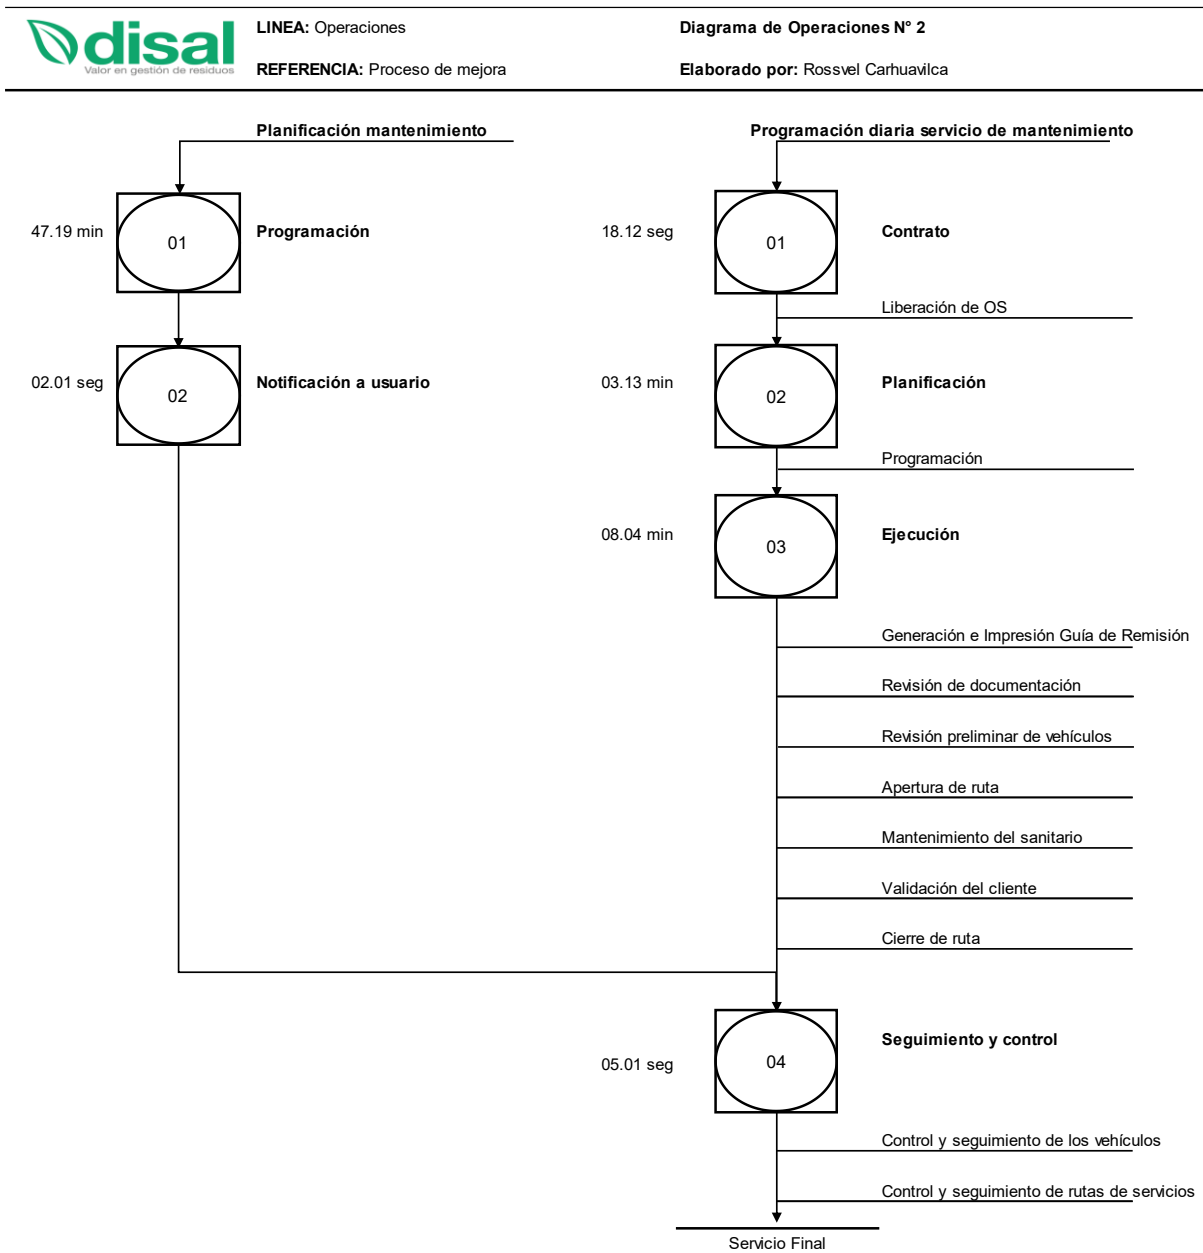 disal
Valor en gestión de residuos
LINEA: Operaciones
Diagrama de Operaciones N° 2
REFERENCIA: Proceso de mejora
Elaborado por: Rossvel Carhuavilca
Planificación mantenimiento
Programación diaria servicio de mantenimiento
47.19 min
01
Programación
18.12 seg
01
Contrato
Liberación de OS
02.01 seg
02
Notificación a usuario
03.13 min
02
Planificación
Programación
08.04 min
03
Ejecución
Generación e Impresión Guía de Remisión
Revisión de documentación
Revisión preliminar de vehículos
Apertura de ruta
Mantenimiento del sanitario
Validación del cliente
Cierre de ruta
05.01 seg
04
Seguimiento y control
Control y seguimiento de los vehículos
Control y seguimiento de rutas de servicios
Servicio Final